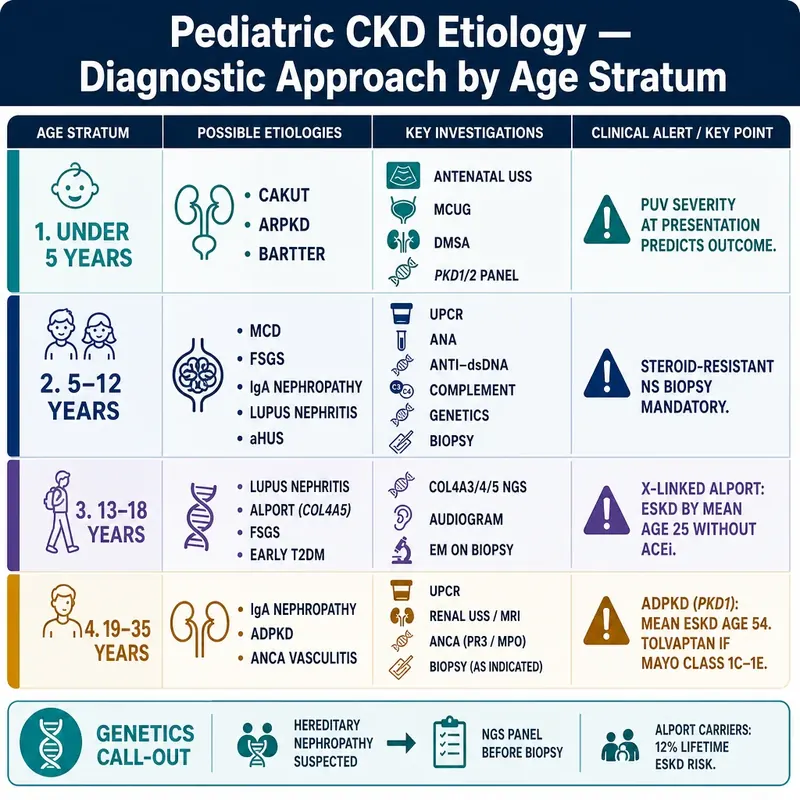 Pediatric CKD Etiology —
Diagnostic Approach by Age Stratum
AGE STRATUM
POSSIBLE ETIOLOGIES
KEY INVESTIGATIONS
CLINICAL ALERT / KEY POINT
1. UNDER
5 YEARS
• CAKUT
• ARPKD
• BARTTER
ANTENATAL USS
MCUG
DMSA
PKD1/2 PANEL
PUV SEVERITY
AT PRESENTATION
PREDICTS OUTCOME.
2. 5–12
YEARS
• MCD
• FSGS
• IgA NEPHROPATHY
• LUPUS NEPHRITIS
• aHUS
UPCR
ANA
ANTI–dsDNA
C3 C4 COMPLEMENT
GENETICS
BIOPSY
STEROID-RESISTANT
NS BIOPSY
MANDATORY.
3. 13–18
YEARS
• LUPUS NEPHRITIS
• ALPORT (COL4A5)
• FSGS
• EARLY T2DM
COL4A3/4/5 NGS
AUDIOGRAM
EM ON BIOPSY
X-LINKED ALPORT:
ESKD BY MEAN
AGE 25 WITHOUT
ACEi.
4. 19–35
YEARS
• IgA NEPHROPATHY
• ADPKD
• ANCA VASCULITIS
UPCR
RENAL USS / MRI
ANCA (PR3 / MPO)
BIOPSY (AS INDICATED)
ADPKD (PKD1):
MEAN ESKD AGE 54.
TOLVAPTAN IF
MAYO CLASS 1C–1E.
GENETICS
CALL-OUT
HEREDITARY
NEPHROPATHY
SUSPECTED
NGS PANEL
BEFORE BIOPSY
ALPORT CARRIERS:
12% LIFETIME
ESKD RISK.